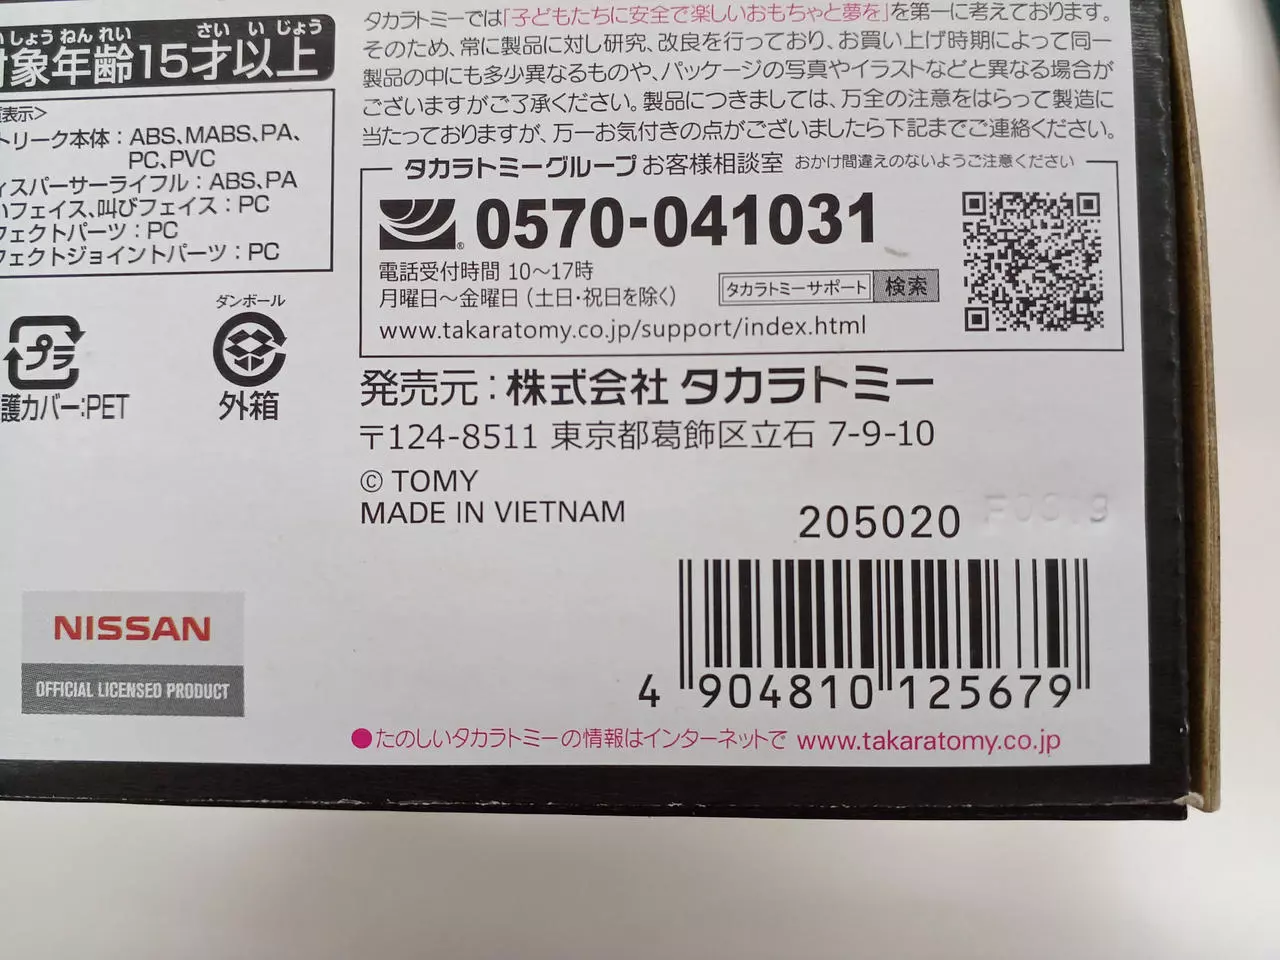 しょう ねん れい さい い じょう
対象年齢15才以上
表示>
トリーク本体：ABS、MABS、PA、
PC、PVC
ィスパーサーライフル：ABS、PA
いフェイス、叫びフェイス：PC
フェクトパーツ：PC
フェクトジョイントパーツ：PC
プラ
護カバー:PET
ダンボール
外箱
NISSAN
OFFICIAL LICENSED PRODUCT
タカラトミーでは「子どもたちに安全で楽しいおもちゃと夢を」を第一に考えております。
そのため、常に製品に対し研究、改良を行っており、お買い上げ時期によって同一
製品の中にも多少異なるものや、パッケージの写真やイラストなどと異なる場合が
ございますがご了承ください。製品につきましては、万全の注意をはらって製造に
当たっておりますが、万一お気付きの点がございましたら下記までご連絡ください。
タカラトミーグループ お客様相談室 おかけ間違えのないようご注意ください
0570-041031
電話受付時間 10～17時
月曜日～金曜日（土日・祝日を除く）
タカラトミーサポート 検索
www.takaratomy.co.jp/support/index.html
発売元：株式会社 タカラトミー
〒124-8511 東京都葛飾区立石 7-9-10
© TOMY
MADE IN VIETNAM
205020
4 904810 125679
●たのしいタカラトミーの情報はインターネットで www.takaratomy.co.jp